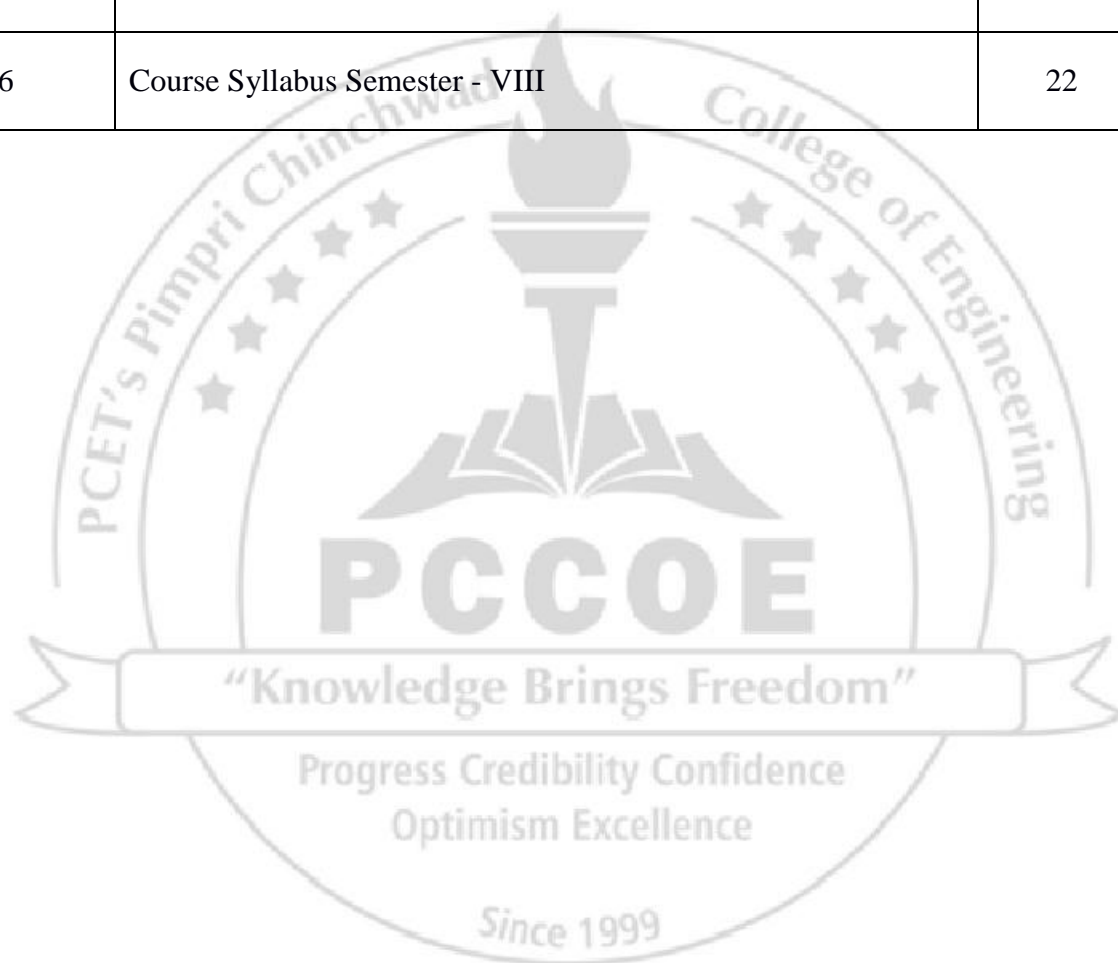 6 Course Syllabus Semester - VIII 22
PCET's Pimpri Chinchwad College of Engineering
PCCOE
“Knowledge Brings Freedom”
Progress Credibility Confidence
Optimism Excellence
Since 1999